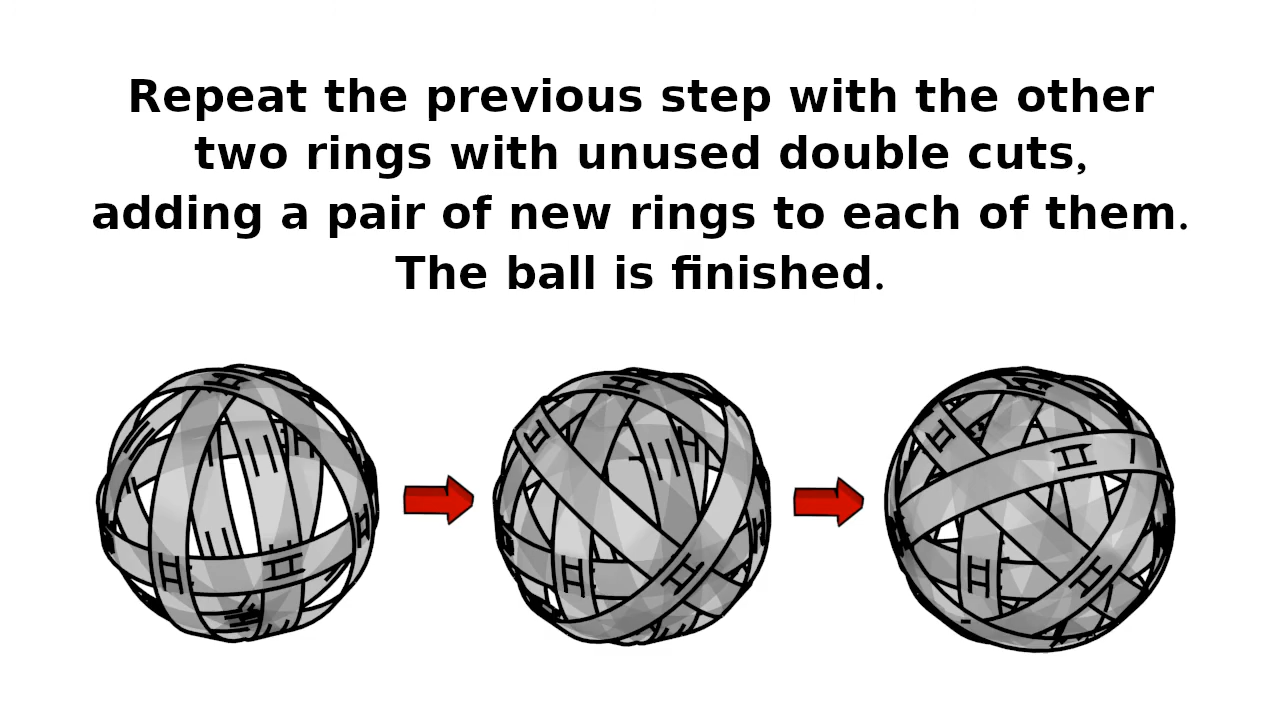 Repeat the previous step with the other
two rings with unused double cuts,
adding a pair of new rings to each of them.
The ball is finished.